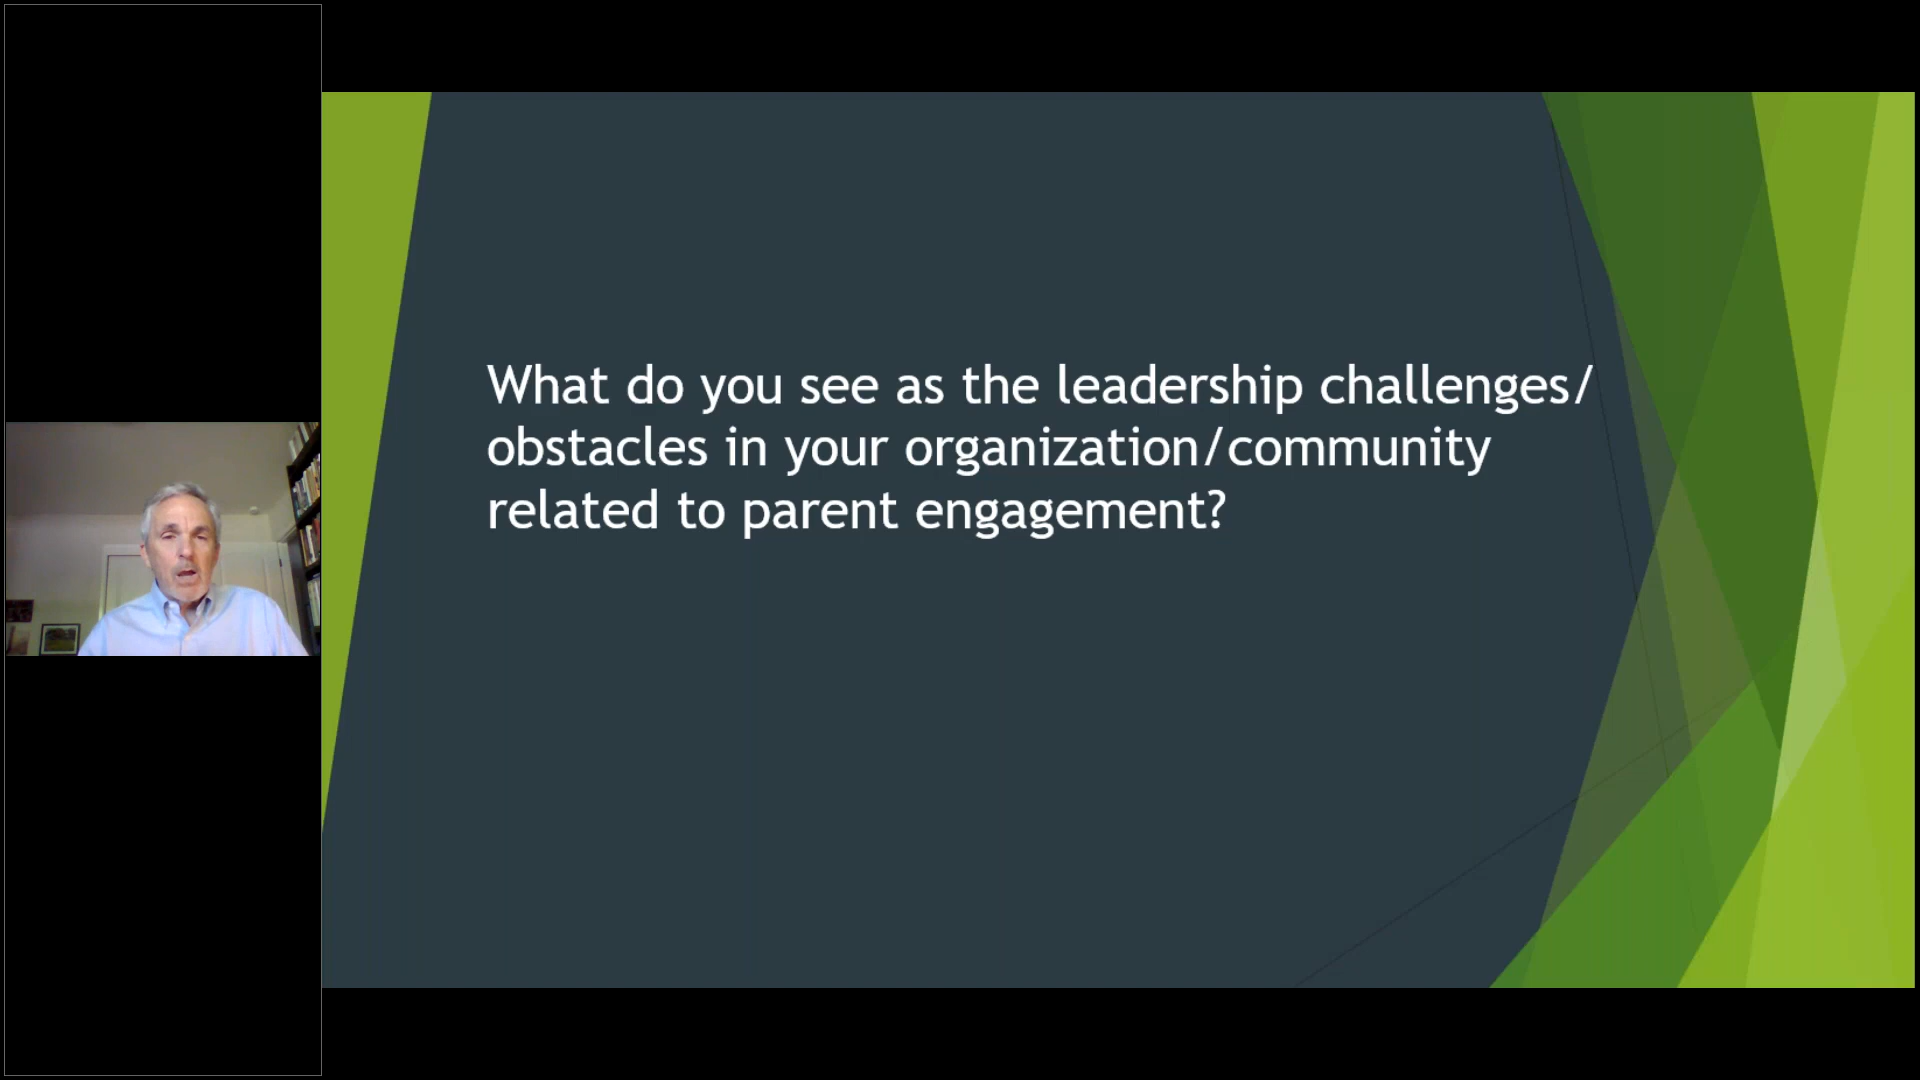 What do you see as the leadership challenges/
obstacles in your organization/community
related to parent engagement?